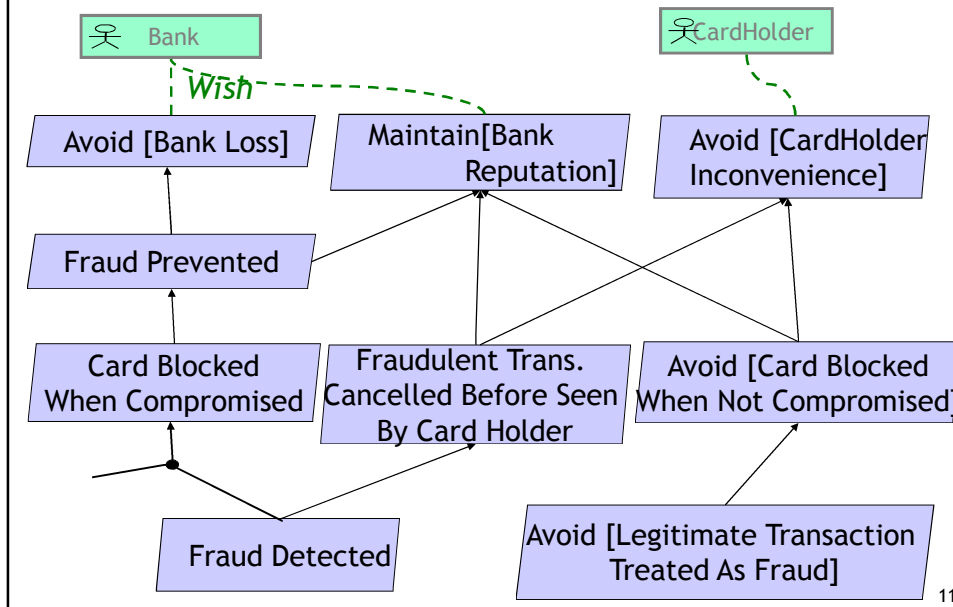 Bank
CardHolder
Wish
Avoid [Bank Loss]
Maintain[Bank
Reputation]
Avoid [CardHolder
Inconvenience]
Fraud Prevented
Card Blocked
When Compromised
Fraudulent Trans.
Cancelled Before Seen
By Card Holder
Avoid [Card Blocked
When Not Compromised]
Fraud Detected
Avoid [Legitimate Transaction
Treated As Fraud]
11